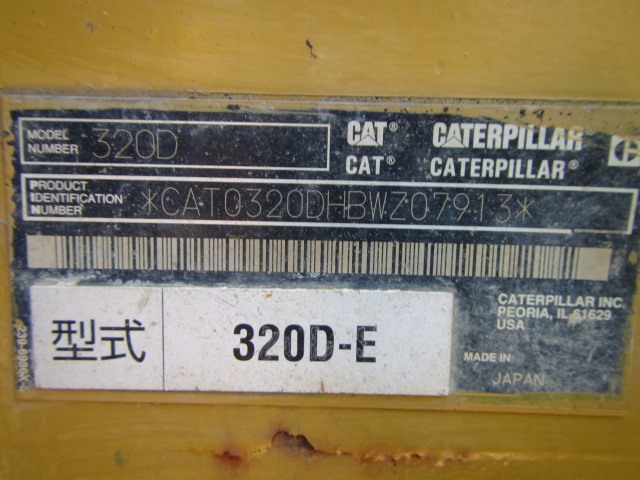 MODEL NUMBER 320D
CAT® CATERPILLAR
CAT® CATERPILLAR®
PRODUCT IDENTIFICATION NUMBER *CAT0320DHBWZ07913*
型式 320D-E
CATERPILLAR INC.
PEORIA, IL 61629
USA
MADE IN JAPAN